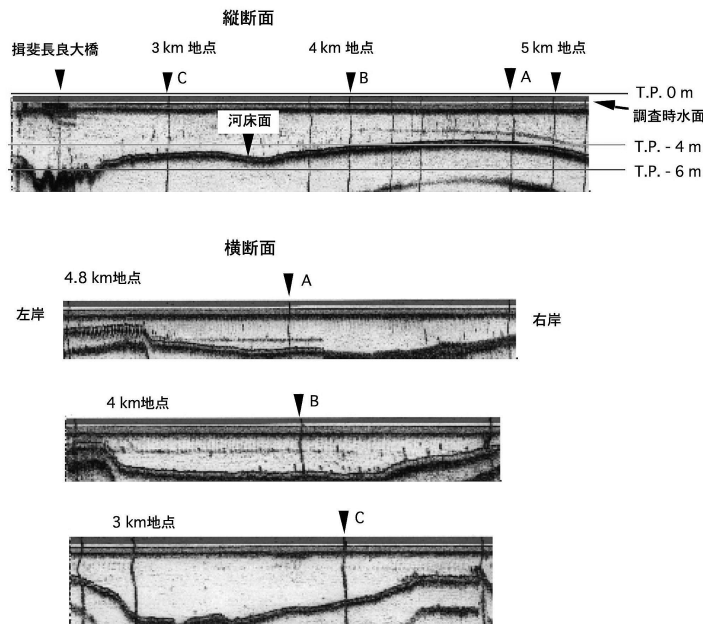 縦断面
揖斐長良大橋
3 km 地点
4 km 地点
5 km 地点
C
B
A
T.P. 0 m
調査時水面
河床面
T.P. - 4 m
T.P. - 6 m
横断面
4.8 km地点
A
左岸
右岸
4 km地点
B
3 km地点
C